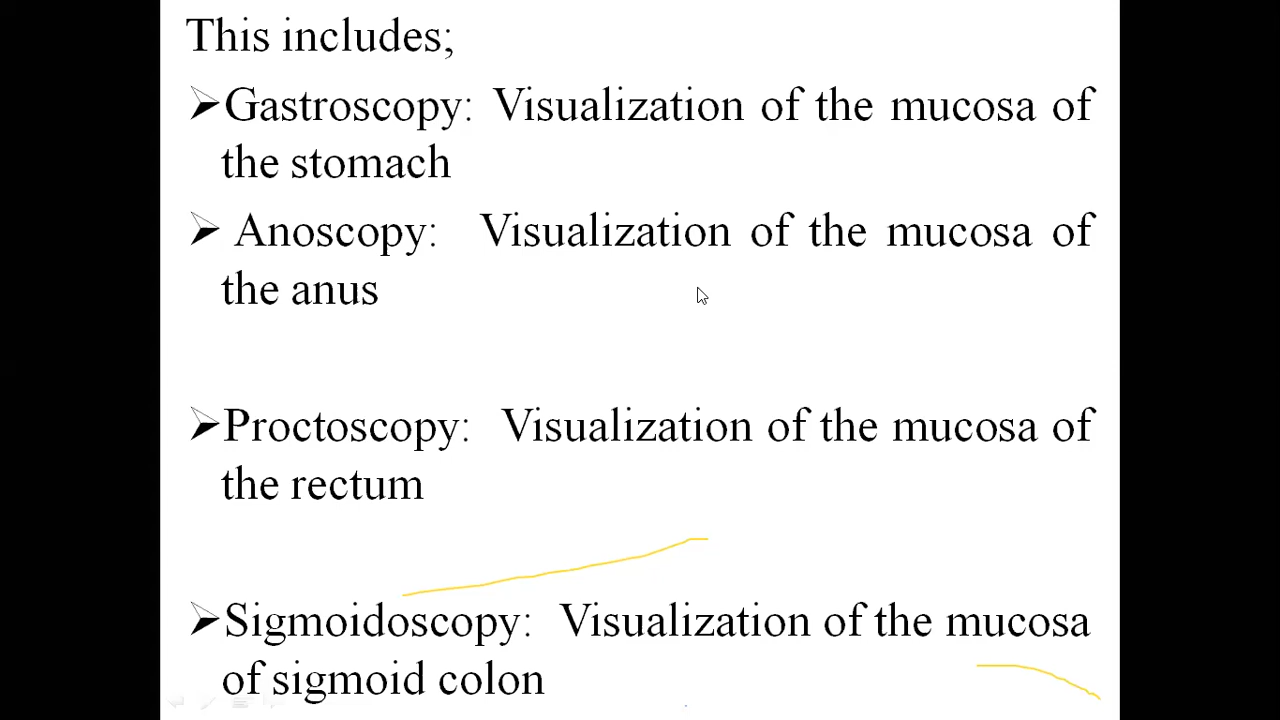 This includes;
➢Gastroscopy: Visualization of the mucosa of
the stomach
➢ Anoscopy: Visualization of the mucosa of
the anus
➢Proctoscopy: Visualization of the mucosa of
the rectum
➢Sigmoidoscopy: Visualization of the mucosa
of sigmoid colon